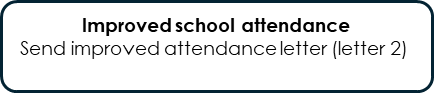 Improved school attendance
Send improved attendance letter (letter 2)